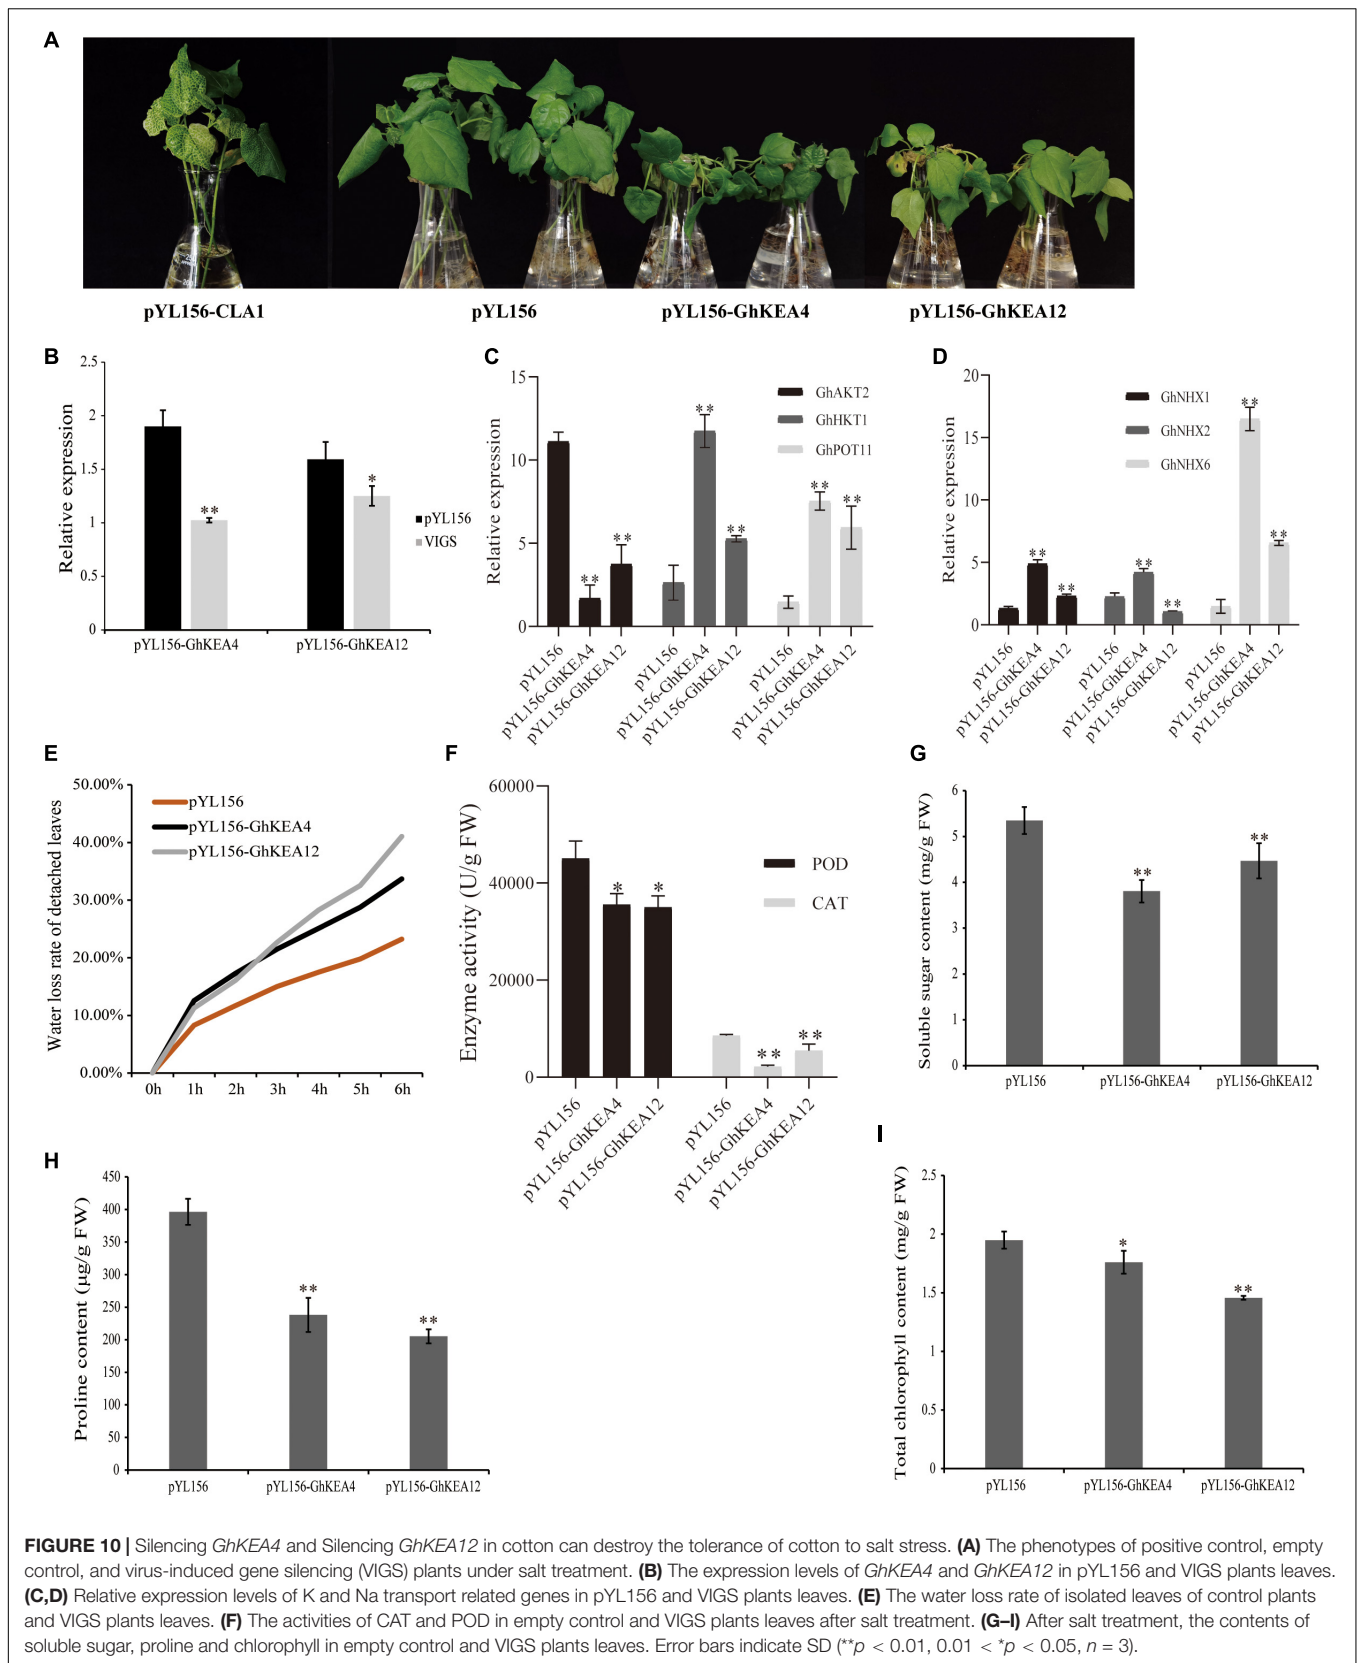 A
pYL156-CLA1
pYL156
pYL156-GhKEA4
pYL156-GhKEA12
B
Relative expression
2.5
2
1.5
1
0.5
0
**
*
pYL156
VIGS
pYL156-GhKEA4
pYL156-GhKEA12
C
Relative expression
15
10
5
0
GhAKT2
GhHKT1
GhPOT11
**
**
**
**
**
**
pYL156
pYL156-GhKEA4
pYL156-GhKEA12
pYL156
pYL156-GhKEA4
pYL156-GhKEA12
pYL156
pYL156-GhKEA4
pYL156-GhKEA12
D
Relative expression
20
15
10
5
0
GhNHX1
GhNHX2
GhNHX6
**
**
**
**
**
**
pYL156
pYL156-GhKEA4
pYL156-GhKEA12
pYL156
pYL156-GhKEA4
pYL156-GhKEA12
pYL156
pYL156-GhKEA4
pYL156-GhKEA12
E
Water loss rate of detached leaves
50.00%
40.00%
30.00%
20.00%
10.00%
0.00%
pYL156
pYL156-GhKEA4
pYL156-GhKEA12
0h 1h 2h 3h 4h 5h 6h
F
Enzyme activity (U/g FW)
60000
40000
20000
0
POD
CAT
*
*
**
**
pYL156
pYL156-GhKEA4
pYL156-GhKEA12
pYL156
pYL156-GhKEA4
pYL156-GhKEA12
G
Soluble sugar content (mg/g FW)
6
5
4
3
2
1
0
**
**
pYL156
pYL156-GhKEA4
pYL156-GhKEA12
H
Proline content (μg/g FW)
450
400
350
300
250
200
150
100
50
0
**
**
pYL156
pYL156-GhKEA4
pYL156-GhKEA12
I
Total chlorophyll content (mg/g FW)
2.5
2
1.5
1
0.5
0
*
**
pYL156
pYL156-GhKEA4
pYL156-GhKEA12
FIGURE 10 | Silencing GhKEA4 and Silencing GhKEA12 in cotton can destroy the tolerance of cotton to salt stress. (A) The phenotypes of positive control, empty
control, and virus-induced gene silencing (VIGS) plants under salt treatment. (B) The expression levels of GhKEA4 and GhKEA12 in pYL156 and VIGS plants leaves.
(C,D) Relative expression levels of K and Na transport related genes in pYL156 and VIGS plants leaves. (E) The water loss rate of isolated leaves of control plants
and VIGS plants leaves. (F) The activities of CAT and POD in empty control and VIGS plants leaves after salt treatment. (G–I) After salt treatment, the contents of
soluble sugar, proline and chlorophyll in empty control and VIGS plants leaves. Error bars indicate SD (**p < 0.01, 0.01 < *p < 0.05, n = 3).